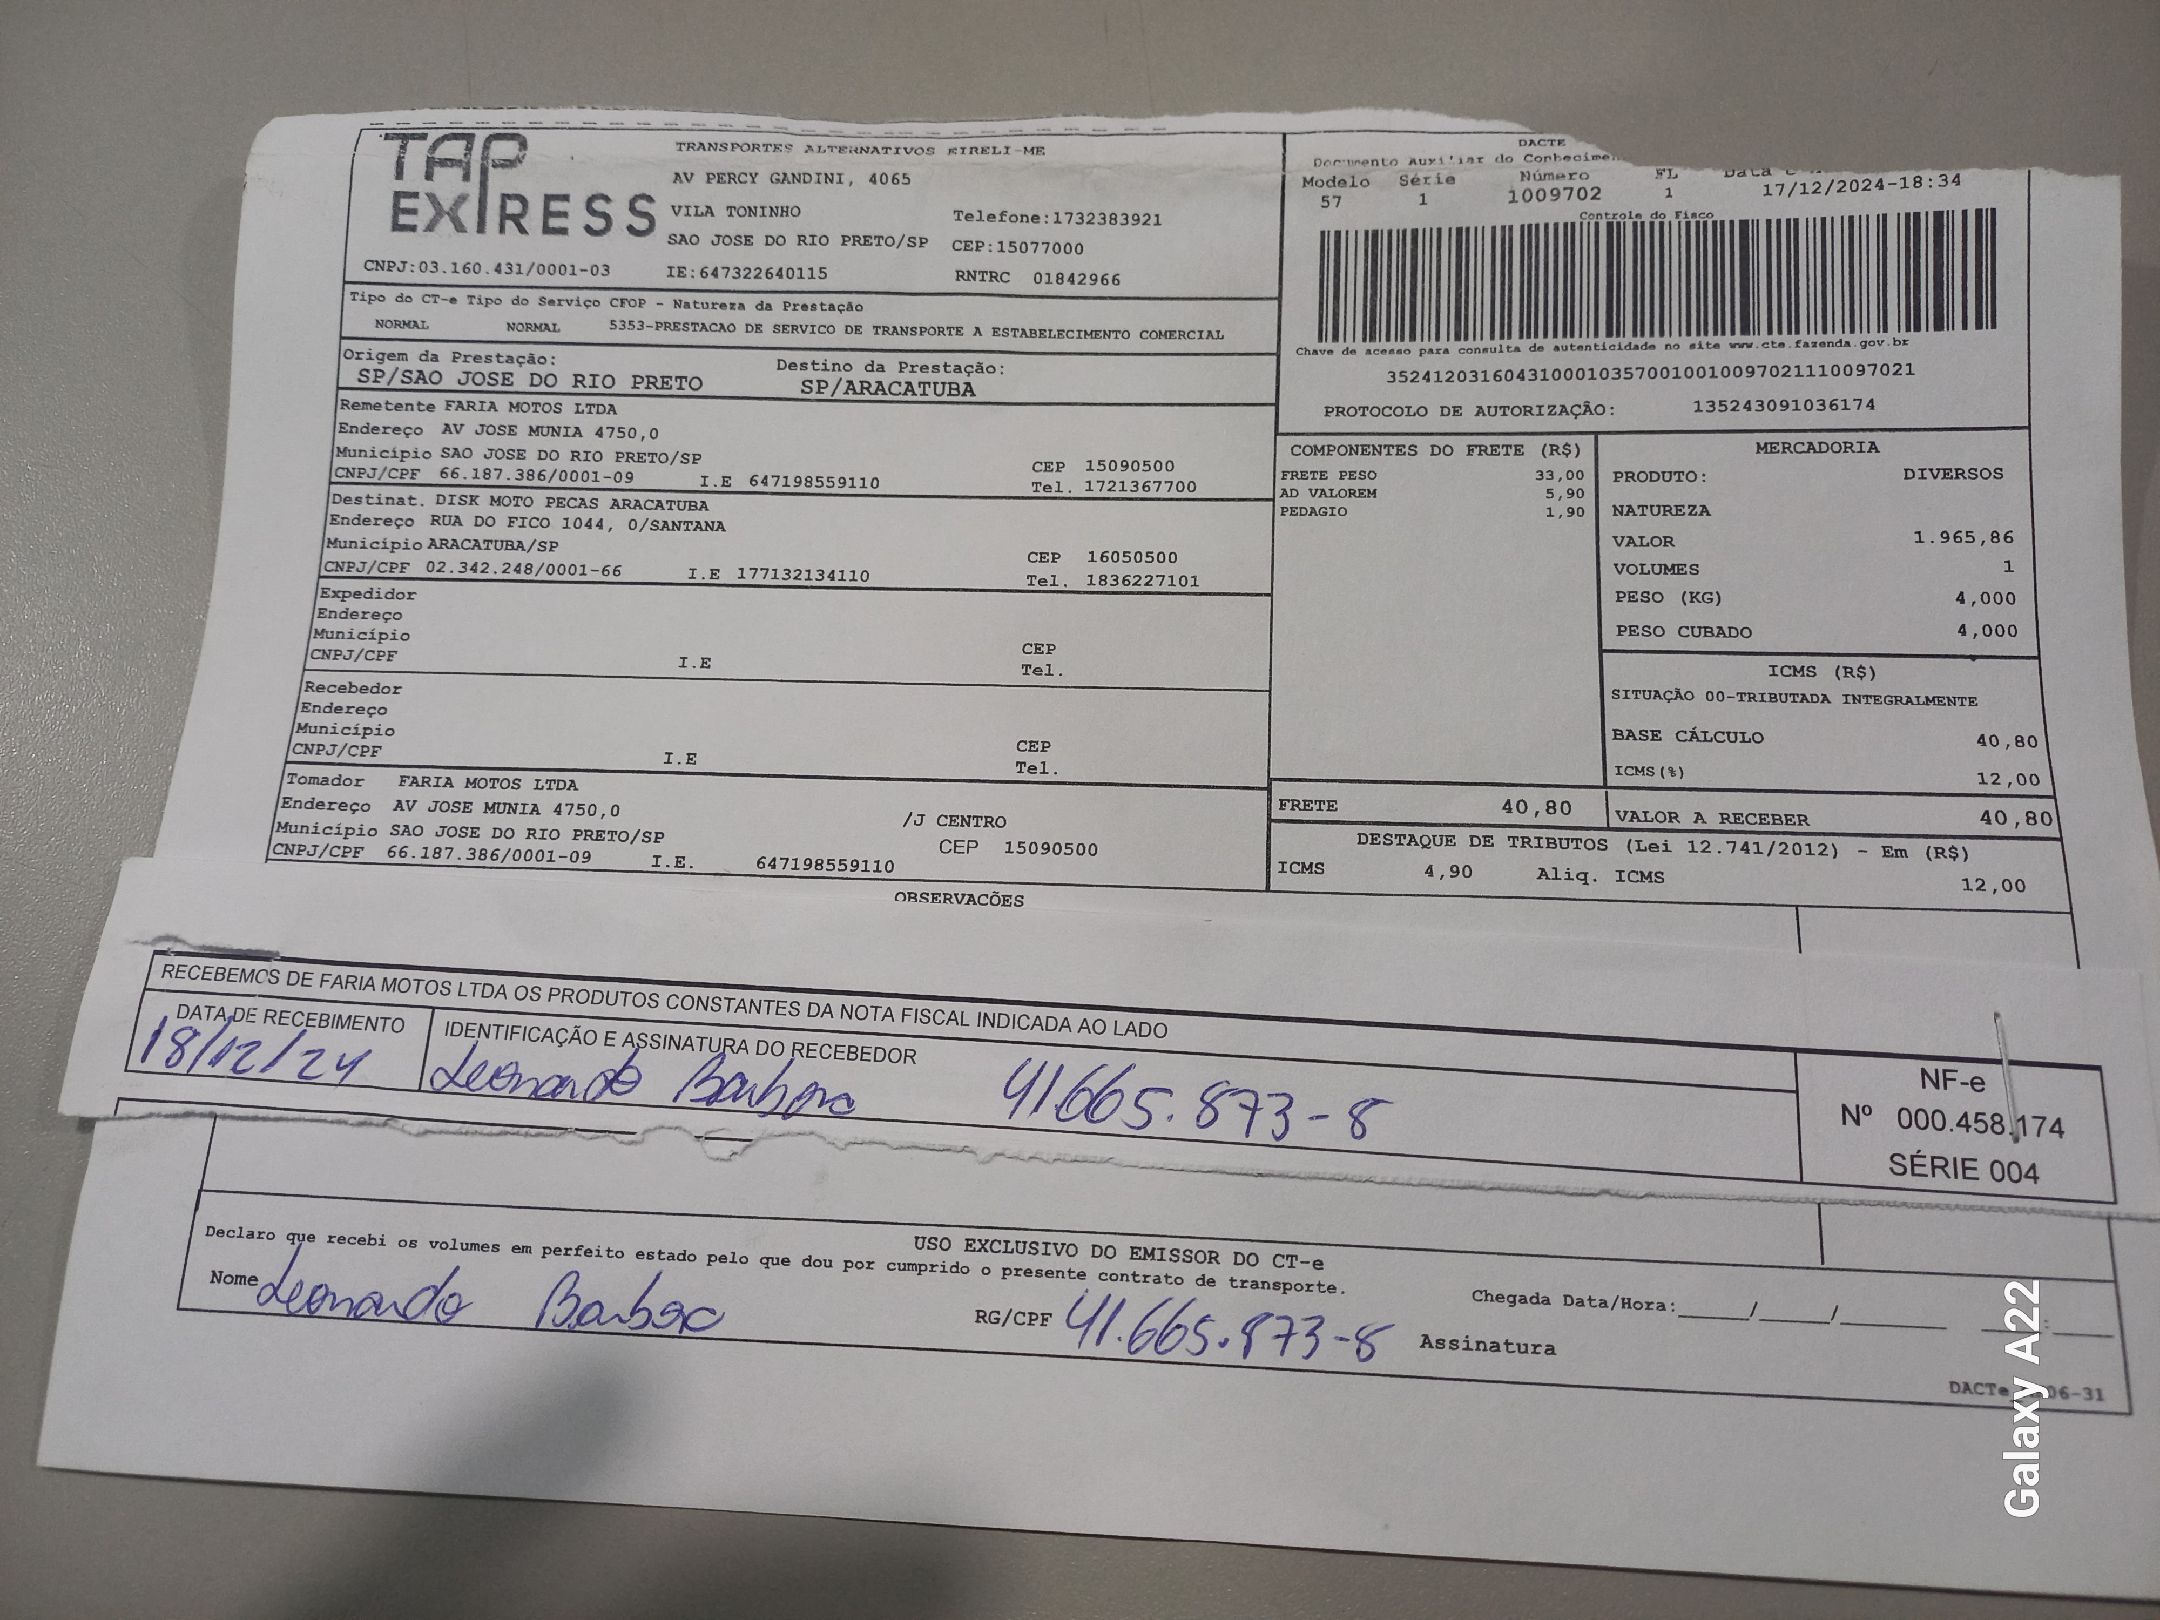 TAP EXPRESS
TRANSPORTES ALTERNATIVOS EIRELI-ME
AV PERCY GANDINI, 4065
VILA TONINHO
Telefone:1732383921
SAO JOSE DO RIO PRETO/SP CEP:15077000
CNPJ:03.160.431/0001-03 IE:647322640115 RNTRC 01842966
Tipo do CT-e Tipo do Serviço CFOP - Natureza da Prestação
NORMAL NORMAL 5353-PRESTACAO DE SERVICO DE TRANSPORTE A ESTABELECIMENTO COMERCIAL
Origem da Prestação: Destino da Prestação:
SP/SAO JOSE DO RIO PRETO SP/ARACATUBA
Remetente FARIA MOTOS LTDA
Endereço AV JOSE MUNIA 4750,0
Município SAO JOSE DO RIO PRETO/SP CEP 15090500
CNPJ/CPF 66.187.386/0001-09 I.E 647198559110 Tel. 1721367700
Destinat. DISK MOTO PECAS ARACATUBA
Endereço RUA DO FICO 1044, 0/SANTANA
Município ARACATUBA/SP CEP 16050500
CNPJ/CPF 02.342.248/0001-66 I.E 177132134110 Tel. 1836227101
Expedidor
Endereço
Município CEP
CNPJ/CPF I.E Tel.
Recebedor
Endereço
Município CEP
CNPJ/CPF I.E Tel.
Tomador FARIA MOTOS LTDA
Endereço AV JOSE MUNIA 4750,0 /J CENTRO
Município SAO JOSE DO RIO PRETO/SP CEP 15090500
CNPJ/CPF 66.187.386/0001-09 I.E. 647198559110
DACTE
Documento Auxiliar do
Modelo Série Número FL Data
57 1 1009702 1 17/12/2024-18:34
Controle do Fisco
Chave de acesso para consulta de autenticidade no site www.cte.fazenda.gov.br
35241203160431000103570010010097021110097021
PROTOCOLO DE AUTORIZAÇÃO: 135243091036174
COMPONENTES DO FRETE (R$)
FRETE PESO 33,00
AD VALOREM 5,90
PEDAGIO 1,90
MERCADORIA
PRODUTO: DIVERSOS
NATUREZA
VALOR 1.965,86
VOLUMES 1
PESO (KG) 4,000
PESO CUBADO 4,000
ICMS (R$)
SITUAÇÃO 00-TRIBUTADA INTEGRALMENTE
BASE CÁLCULO 40,80
ICMS(%) 12,00
FRETE 40,80 VALOR A RECEBER 40,80
DESTAQUE DE TRIBUTOS (Lei 12.741/2012) - Em (R$)
ICMS 4,90 Aliq. ICMS 12,00
OBSERVACÕES
RECEBEMOS DE FARIA MOTOS LTDA OS PRODUTOS CONSTANTES DA NOTA FISCAL INDICADA AO LADO
DATA DE RECEBIMENTO IDENTIFICAÇÃO E ASSINATURA DO RECEBEDOR
18/12/24 Leonardo Barbosa 41.665.873-8
NF-e
Nº 000.458.174
SÉRIE 004
USO EXCLUSIVO DO EMISSOR DO CT-e
Declaro que recebi os volumes em perfeito estado pelo que dou por cumprido o presente contrato de transporte.
Nome Leonardo Barbosa RG/CPF 41.665.873-8 Assinatura
Chegada Data/Hora:_____/_____/_______ ____:____
Galaxy A22